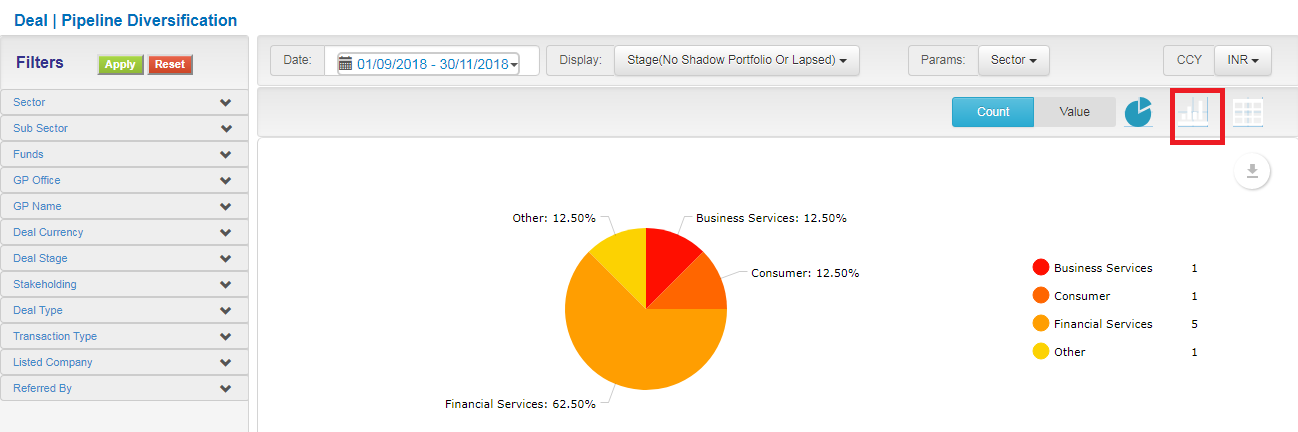 Deal | Pipeline Diversification
Filters Apply Reset
Sector
Sub Sector
Funds
GP Office
GP Name
Deal Currency
Deal Stage
Stakeholding
Deal Type
Transaction Type
Listed Company
Referred By
Date: 01/09/2018 - 30/11/2018 Display: Stage(No Shadow Portfolio Or Lapsed) Params: Sector CCY INR
Count Value
Other: 12.50% Business Services: 12.50%
Consumer: 12.50%
Financial Services: 62.50%
Business Services 1
Consumer 1
Financial Services 5
Other 1